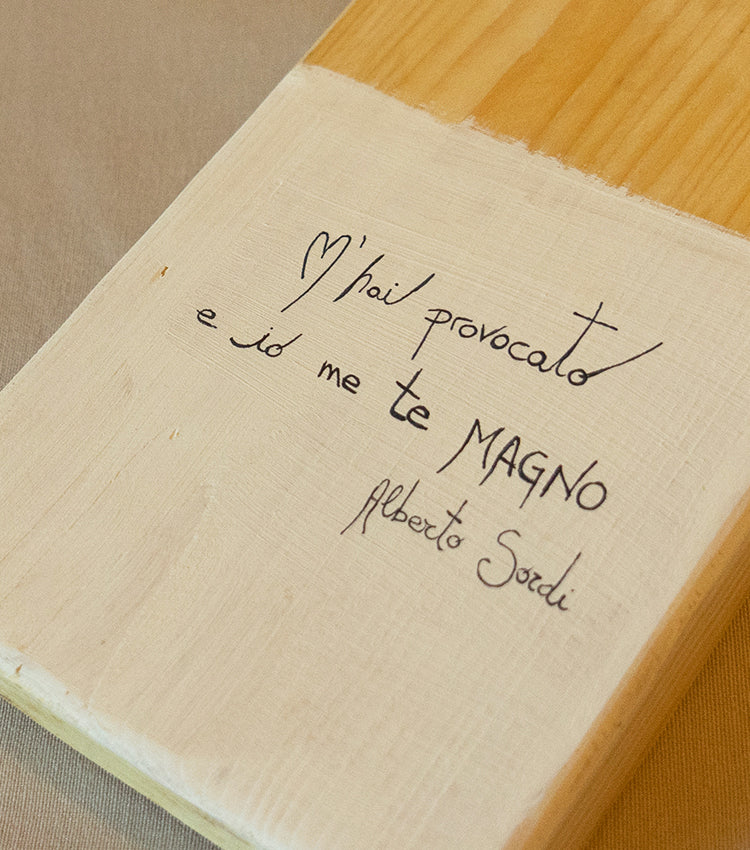 M'hai provocato
e io me te MAGNO
Alberto Sordi